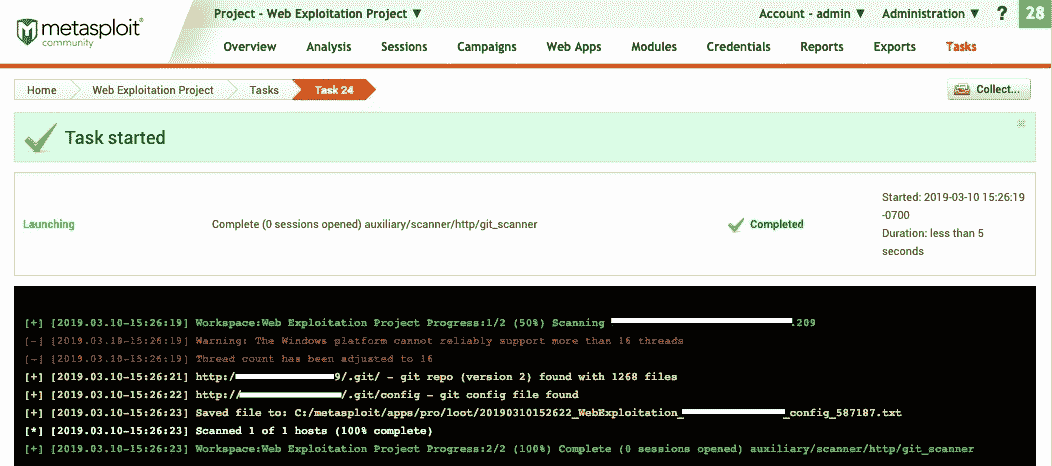 metasploit®
community
Project - Web Exploitation Project ▼
Account - admin ▼ Administration ▼ ? 28
Overview Analysis Sessions Campaigns Web Apps Modules Credentials Reports Exports Tasks
Home Web Exploitation Project Tasks Task 24
Collect...
Task started
Launching
Complete (0 sessions opened) auxiliary/scanner/http/git_scanner
Completed
Started: 2019-03-10 15:26:19
-0700
Duration: less than 5
seconds
[+] [2019.03.10-15:26:19] Workspace:Web Exploitation Project Progress:1/2 (50%) Scanning .209
[-] [2019.03.10-15:26:19] Warning: The Windows platform cannot reliably support more than 16 threads
[-] [2019.03.10-15:26:19] Thread count has been adjusted to 16
[+] [2019.03.10-15:26:21] http:/ 9/.git/ - git repo (version 2) found with 1268 files
[+] [2019.03.10-15:26:22] http:/ /.git/config - git config file found
[+] [2019.03.10-15:26:23] Saved file to: C:/metasploit/apps/pro/loot/20190310152622_WebExploitation_ _config_587187.txt
[*] [2019.03.10-15:26:23] Scanned 1 of 1 hosts (100% complete)
[+] [2019.03.10-15:26:23] Workspace:Web Exploitation Project Progress:2/2 (100%) Complete (0 sessions opened) auxiliary/scanner/http/git_scanner